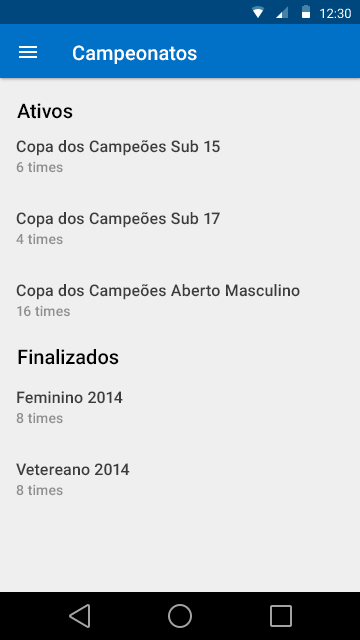 12:30
Campeonatos
Ativos
Copa dos Campeões Sub 15
6 times
Copa dos Campeões Sub 17
4 times
Copa dos Campeões Aberto Masculino
16 times
Finalizados
Feminino 2014
8 times
Vetereano 2014
8 times